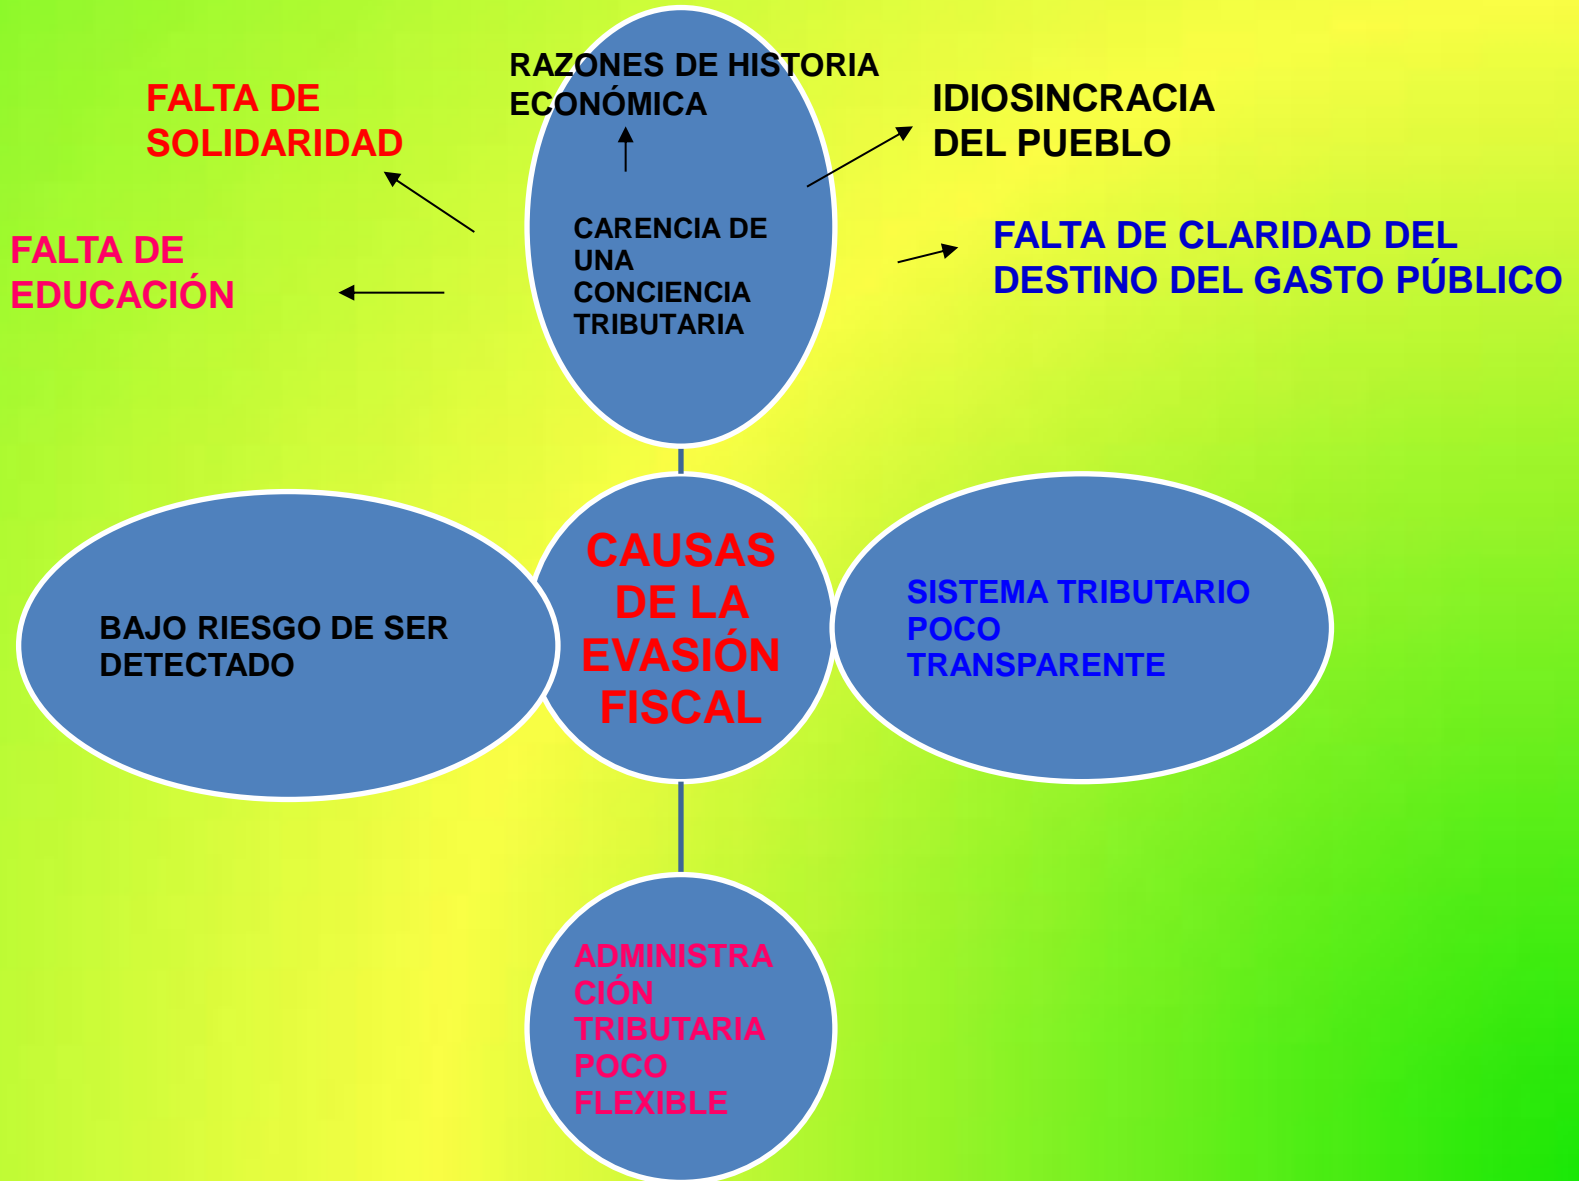 RAZONES DE HISTORIA
ECONÓMICA
FALTA DE
SOLIDARIDAD
IDIOSINCRACIA
DEL PUEBLO
FALTA DE
EDUCACIÓN
CARENCIA DE
UNA
CONCIENCIA
TRIBUTARIA
FALTA DE CLARIDAD DEL
DESTINO DEL GASTO PÚBLICO
BAJO RIESGO DE SER
DETECTADO
CAUSAS
DE LA
EVASIÓN
FISCAL
SISTEMA TRIBUTARIO
POCO
TRANSPARENTE
ADMINISTRA
CIÓN
TRIBUTARIA
POCO
FLEXIBLE